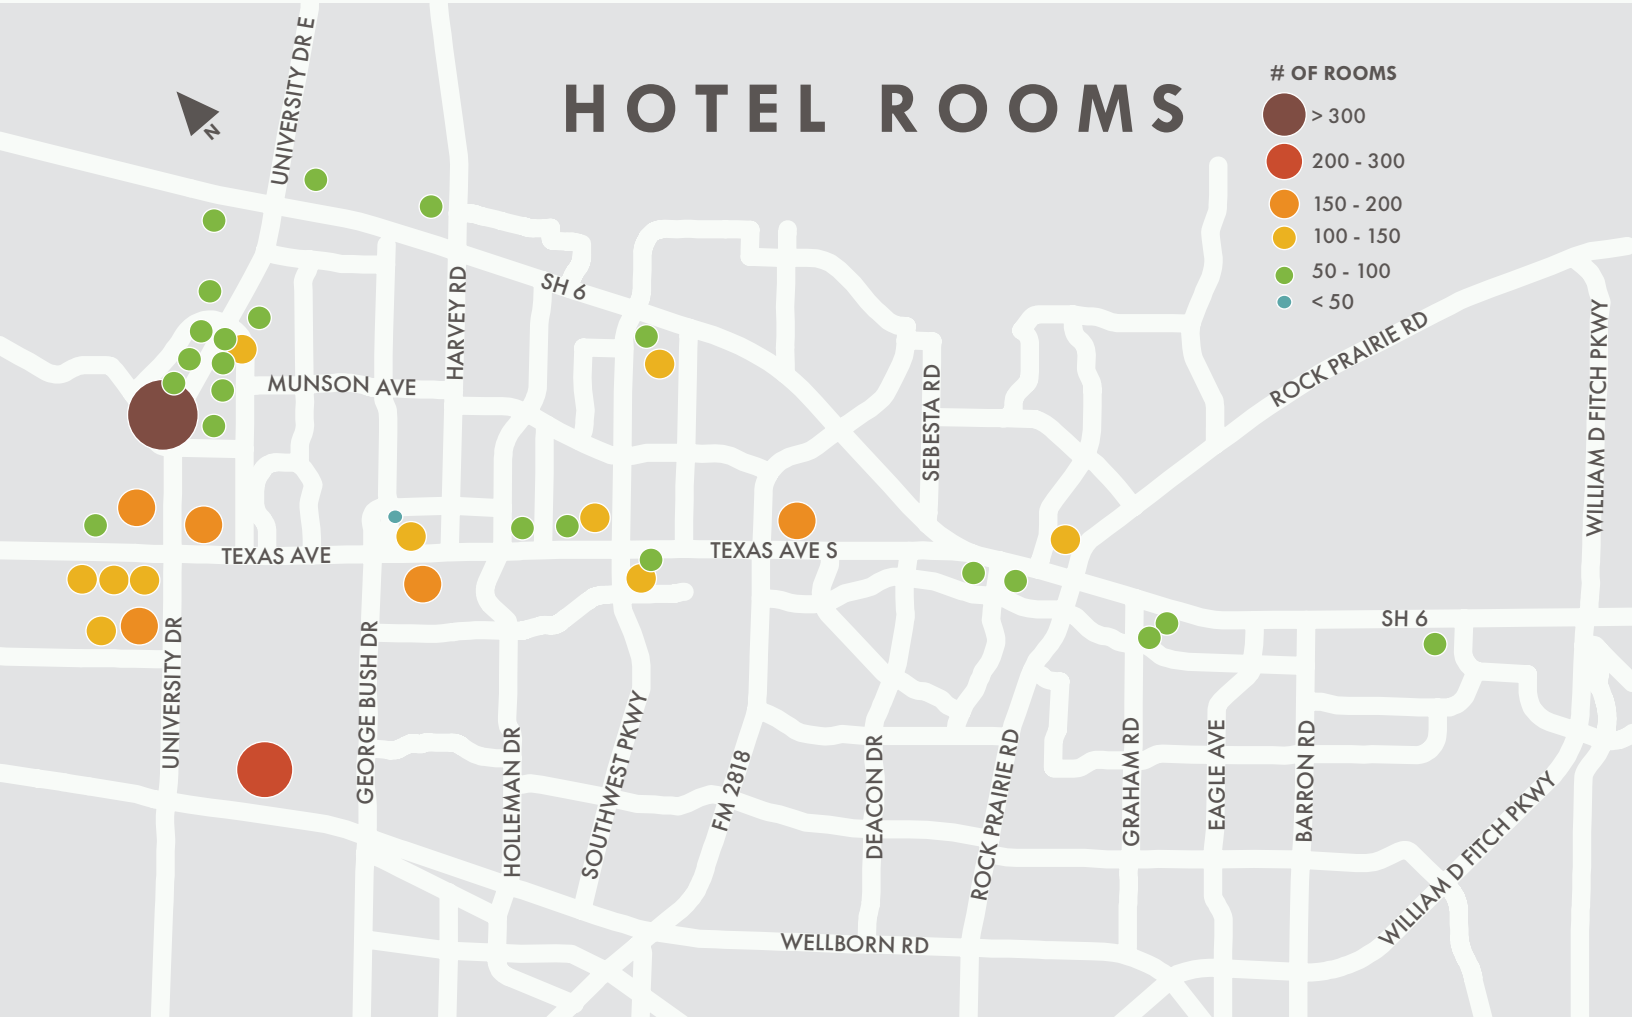 HOTEL ROOMS
# OF ROOMS
> 300
200 - 300
150 - 200
100 - 150
50 - 100
< 50
N
UNIVERSITY DR E
HARVEY RD
SH 6
MUNSON AVE
SEBESTA RD
ROCK PRAIRIE RD
WILLIAM D FITCH PKWY
TEXAS AVE
TEXAS AVE S
SH 6
UNIVERSITY DR
GEORGE BUSH DR
HOLLEMAN DR
SOUTHWEST PKWY
FM 2818
DEACON DR
ROCK PRAIRIE RD
GRAHAM RD
EAGLE AVE
BARRON RD
WILLIAM D FITCH PKWY
WELLBORN RD